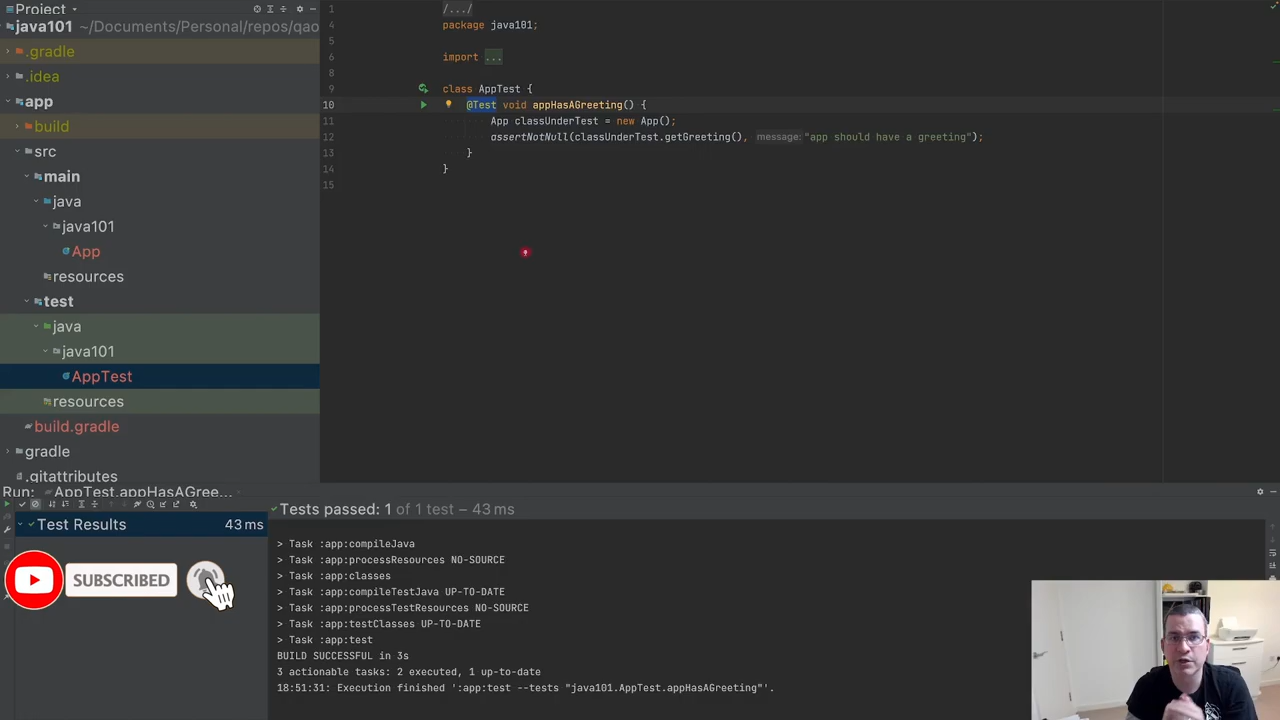 Project
java101 ~/Documents/Personal/repos/qao
.gradle
.idea
app
build
src
main
java
java101
App
resources
test
java
java101
AppTest
resources
build.gradle
gradle
.gitattributes
1 /.../
4 package java101;
5
6 import ...
8
9 class AppTest {
10 @Test void appHasAGreeting() {
11 App classUnderTest = new App();
12 assertNotNull(classUnderTest.getGreeting(), message: "app should have a greeting");
13 }
14 }
15
Run: AppTest.appHasAGree...
Test Results 43 ms
Tests passed: 1 of 1 test – 43 ms
> Task :app:compileJava
> Task :app:processResources NO-SOURCE
> Task :app:classes
> Task :app:compileTestJava UP-TO-DATE
> Task :app:processTestResources NO-SOURCE
> Task :app:testClasses UP-TO-DATE
> Task :app:test
BUILD SUCCESSFUL in 3s
3 actionable tasks: 2 executed, 1 up-to-date
18:51:31: Execution finished ':app:test --tests "java101.AppTest.appHasAGreeting"'.
SUBSCRIBED